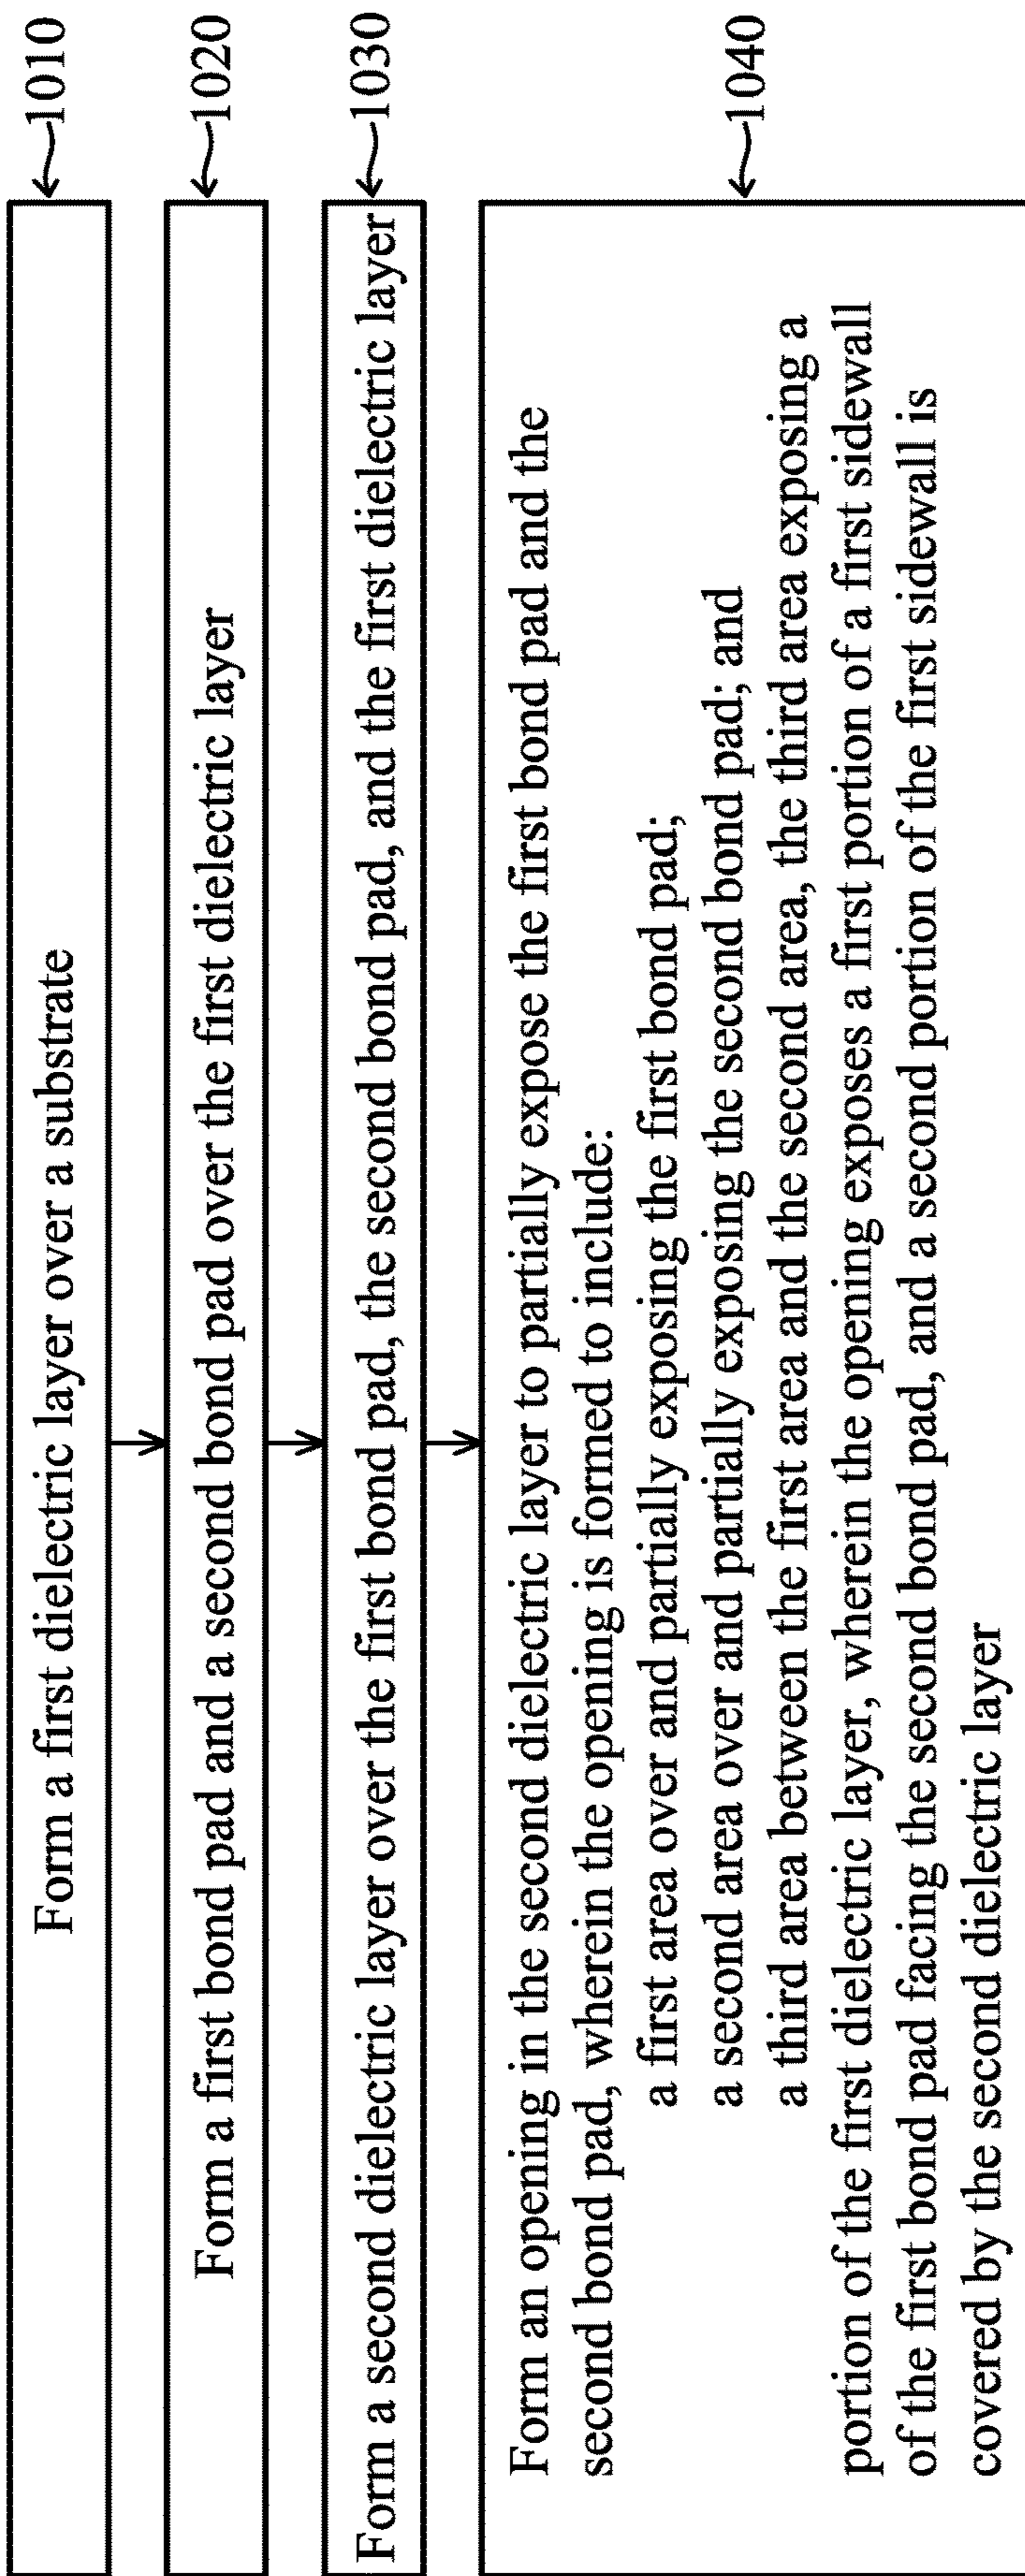 Form a first dielectric layer over a substrate
1010
Form a first bond pad and a second bond pad over the first dielectric layer
1020
Form a second dielectric layer over the first bond pad, the second bond pad, and the first dielectric layer
1030
Form an opening in the second dielectric layer to partially expose the first bond pad and the
second bond pad, wherein the opening is formed to include:
a first area over and partially exposing the first bond pad;
a second area over and partially exposing the second bond pad; and
a third area between the first area and the second area, the third area exposing a
portion of the first dielectric layer, wherein the opening exposes a first portion of a first sidewall
of the first bond pad facing the second bond pad, and a second portion of the first sidewall is
covered by the second dielectric layer
1040